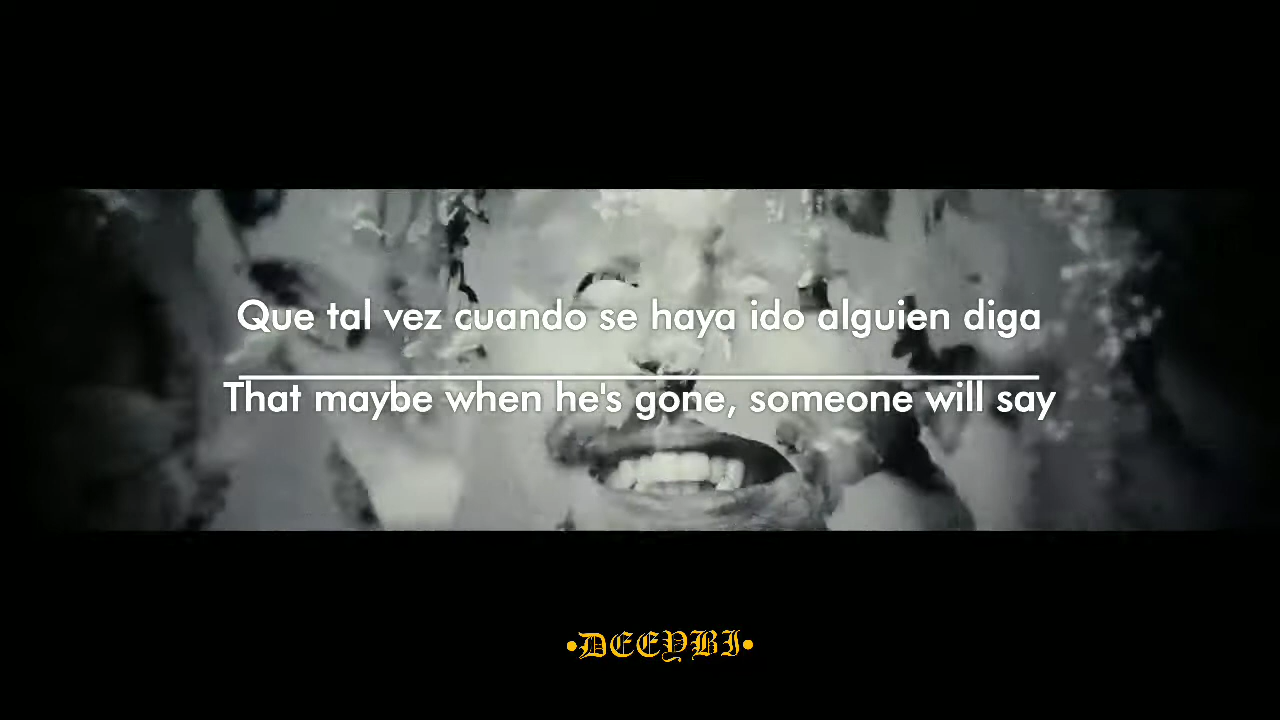 Que tal vez cuando se haya ido alguien diga
That maybe when he's gone, someone will say
•DEEYBI•